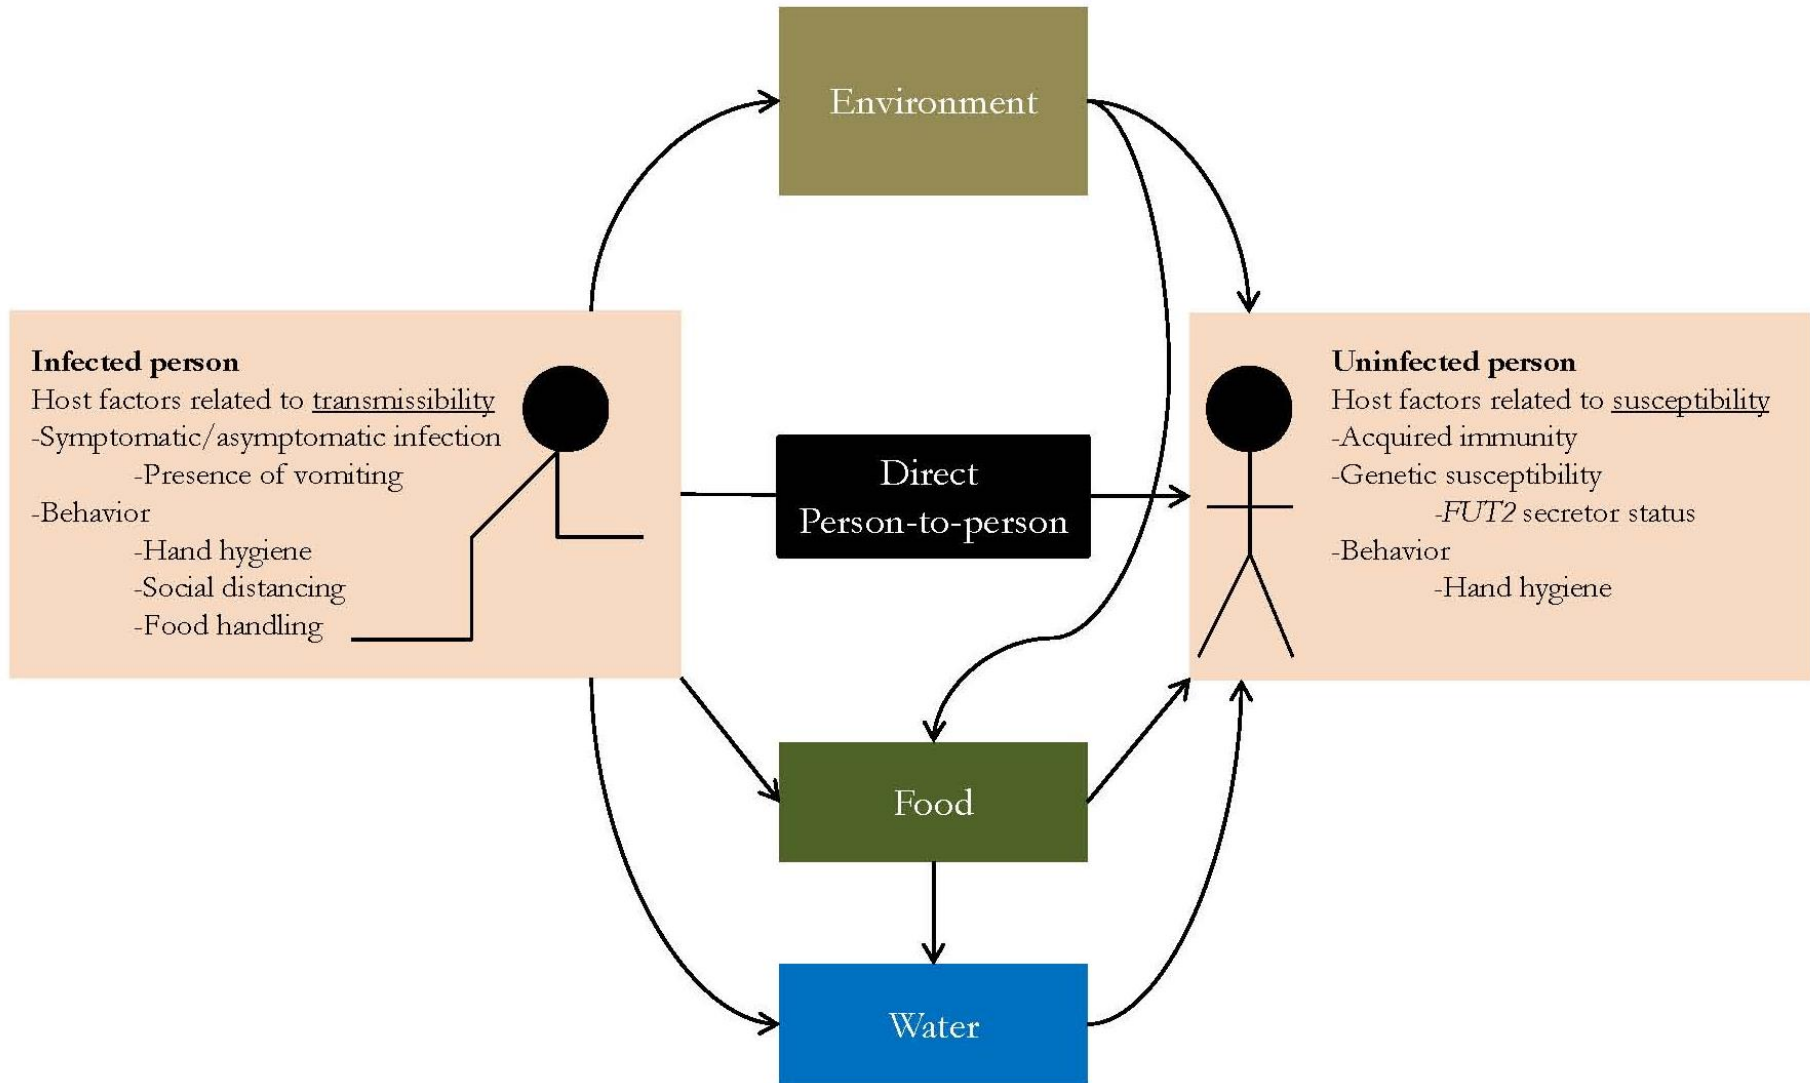 Environment
Infected person
Host factors related to transmissibility
-Symptomatic/asymptomatic infection
-Presence of vomiting
-Behavior
-Hand hygiene
-Social distancing
-Food handling
Direct
Person-to-person
Uninfected person
Host factors related to susceptibility
-Acquired immunity
-Genetic susceptibility
-FUT2 secretor status
-Behavior
-Hand hygiene
Food
Water